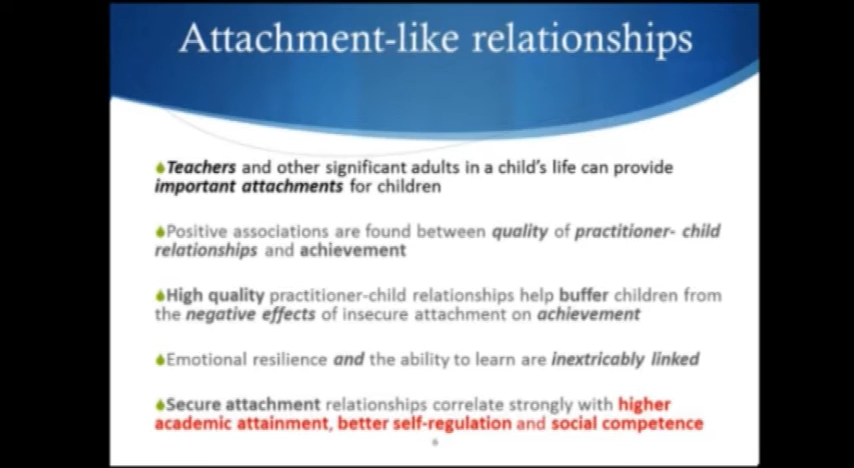 Attachment-like relationships
Teachers and other significant adults in a child's life can provide
important attachments for children
Positive associations are found between quality of practitioner- child
relationships and achievement
High quality practitioner-child relationships help buffer children from
the negative effects of insecure attachment on achievement
Emotional resilience and the ability to learn are inextricably linked
Secure attachment relationships correlate strongly with higher
academic attainment, better self-regulation and social competence
6